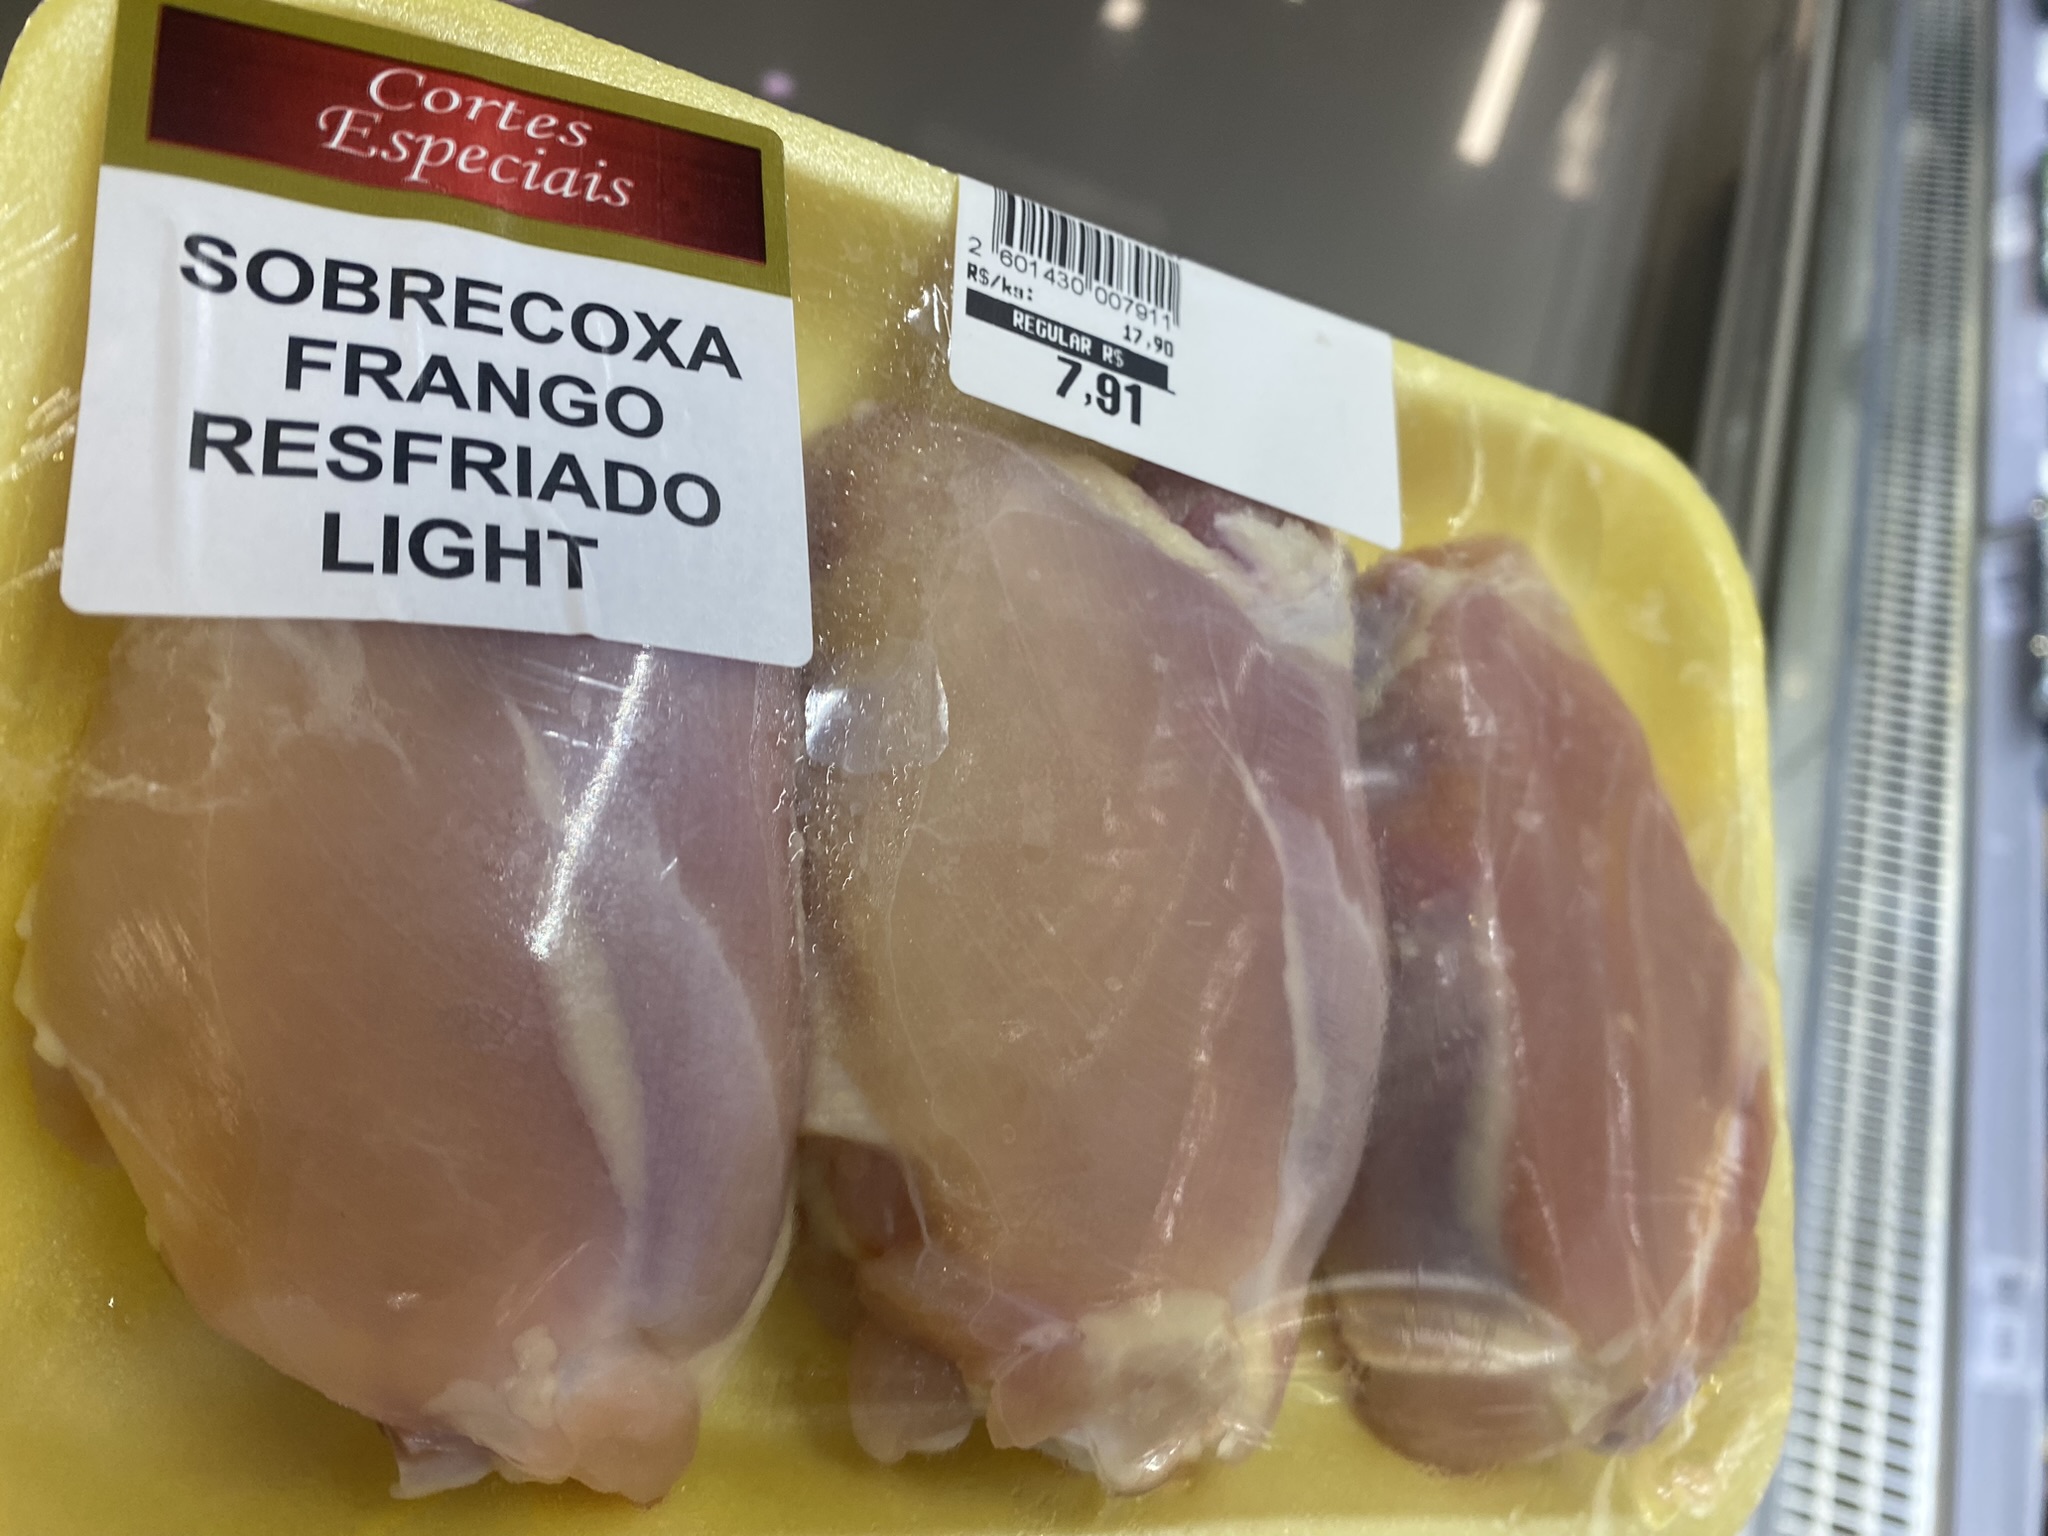 Cortes
Especiais
SOBRECOXA
FRANGO
RESFRIADO
LIGHT
2 601430 007911
R$/kg:
17,90
REGULAR R$
7,91